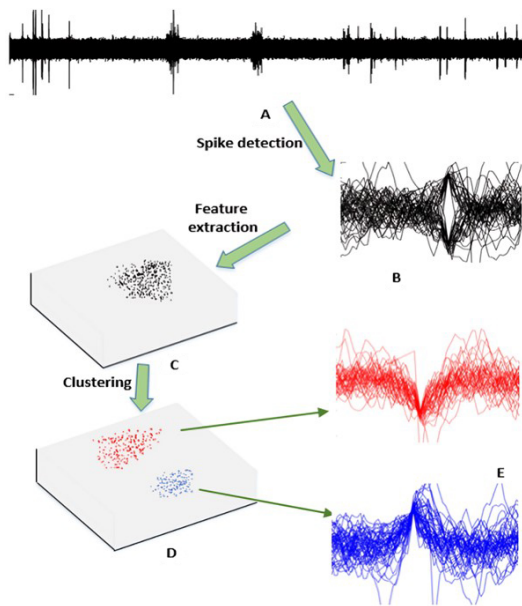 A
Spike detection
Feature
extraction
B
C
Clustering
E
D